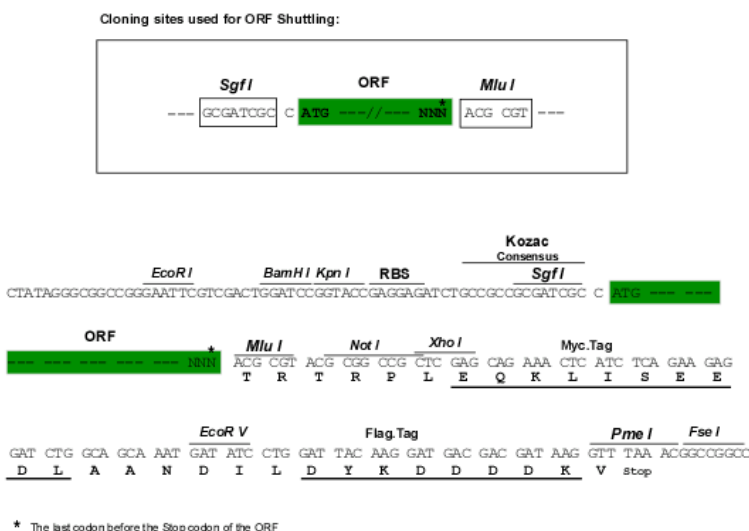 Cloning sites used for ORF Shuttling:
Sgf I ORF Mlu I
--- GCGATCGC C ATG ---//--- NNN* ACG CGT ---
Kozac
Consensus
EcoR I BamH I Kpn I RBS Sgf I
CTATAGGGCGGCCGGGAATTCGTCGACTGGATCCGGTACCGAGGAGATCTGCCGCCGCGATCGC C ATG --- ---
ORF Mlu I Not I Xho I Myc.Tag
--- --- --- --- --- --- NNN* ACG CGT ACG CGG CCG CTC GAG CAG AAA CTC ATC TCA GAA GAG
T R T R P L E Q K L I S E E
EcoR V Flag.Tag Pme I Fse I
GAT CTG GCA GCA AAT GAT ATC CTG GAT TAC AAG GAT GAC GAC GAT AAG GTT TAA ACGGCCGGCC
D L A A N D I L D Y K D D D D K V Stop
* The last codon before the Stop codon of the ORF